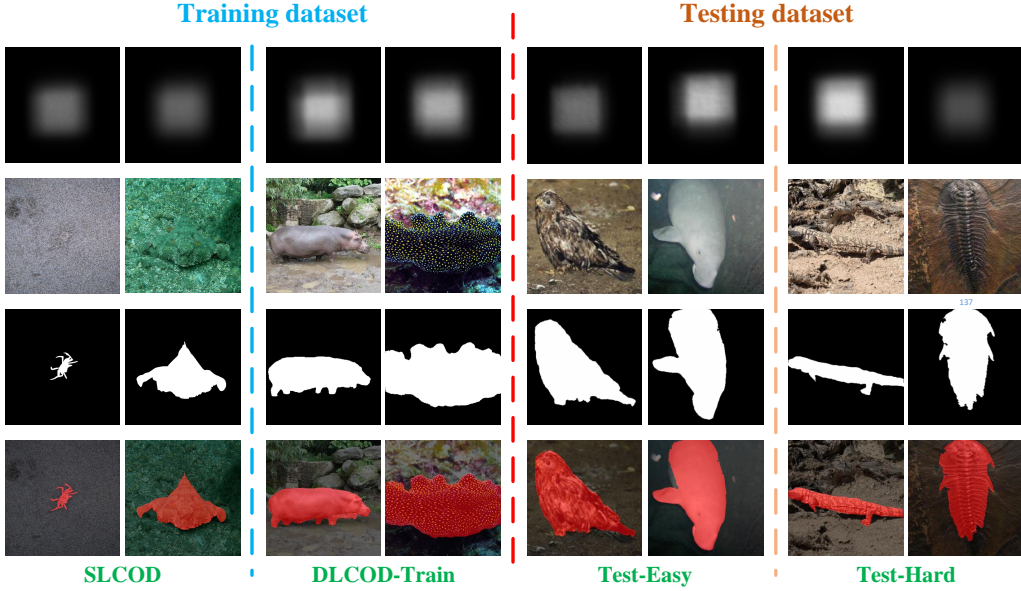 Training dataset
Testing dataset
137
SLCOD
DLCOD-Train
Test-Easy
Test-Hard